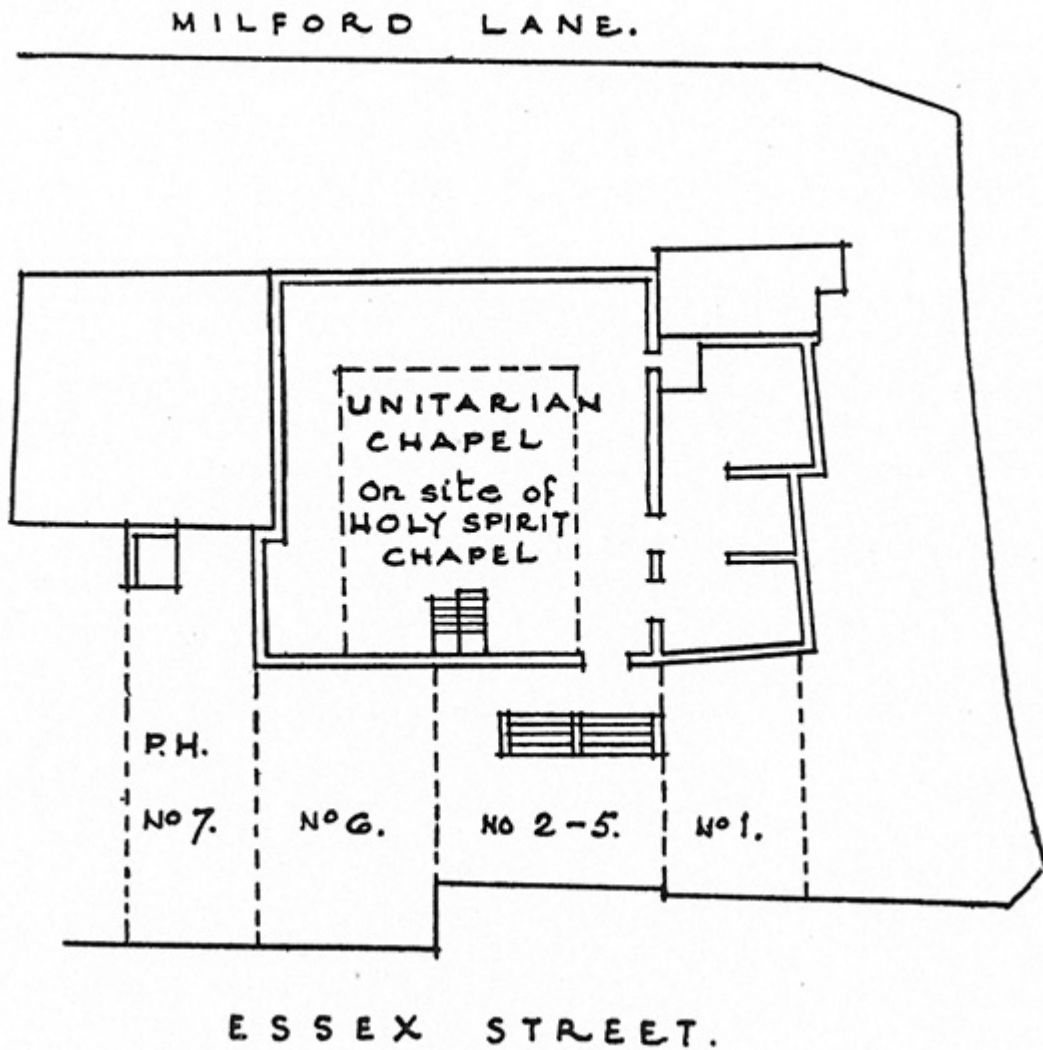 MILFORD LANE.
UNITARIAN
CHAPEL
On site of
HOLY SPIRIT
CHAPEL
P.H.
No 7.
No 6.
No 2-5.
No 1.
ESSEX STREET.